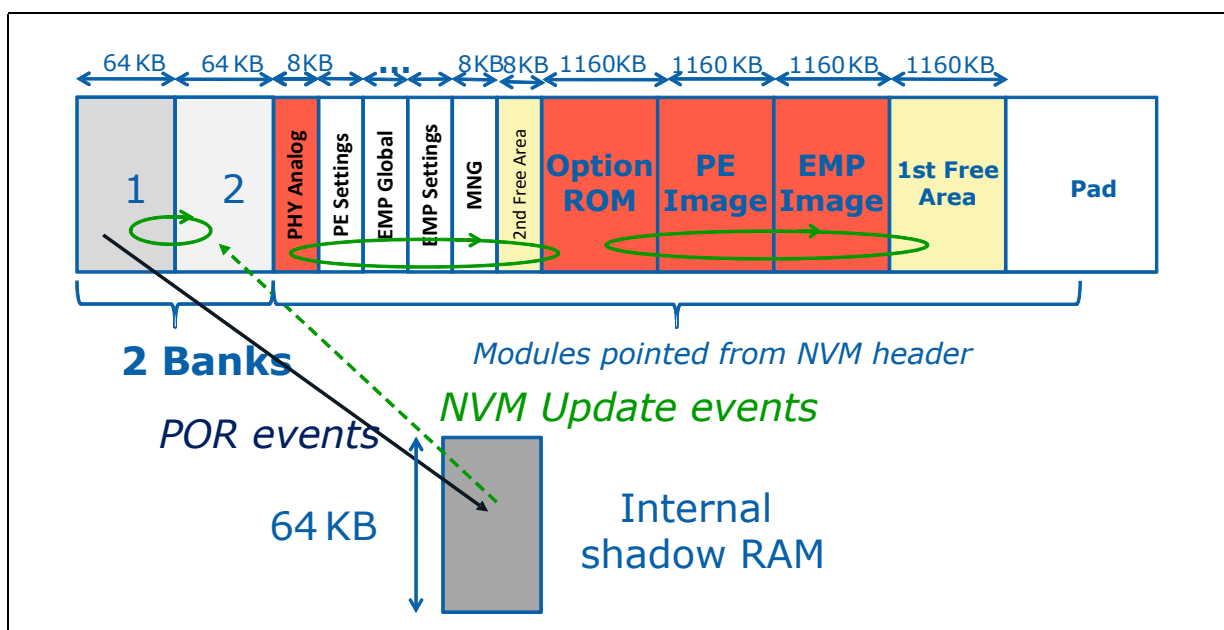 64 KB 64 KB 8KB ... 8KB 8KB 1160KB 1160 KB 1160 KB 1160KB
1
2
PHY Analog
PE Settings
EMP Global
EMP Settings
MNG
2nd Free Area
Option
ROM
PE
Image
EMP
Image
1st Free
Area
Pad
2 Banks
Modules pointed from NVM header
POR events
NVM Update events
64 KB
Internal
shadow RAM